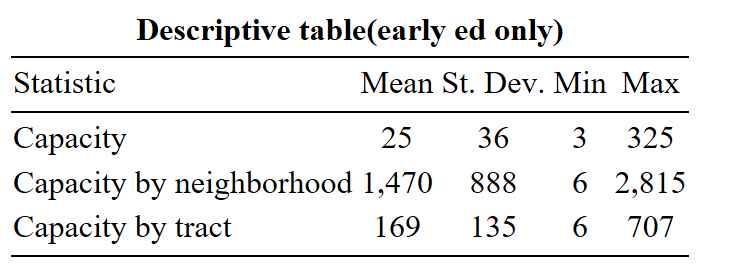 Descriptive table(early ed only)
Statistic Mean St. Dev. Min Max
Capacity 25 36 3 325
Capacity by neighborhood 1,470 888 6 2,815
Capacity by tract 169 135 6 707